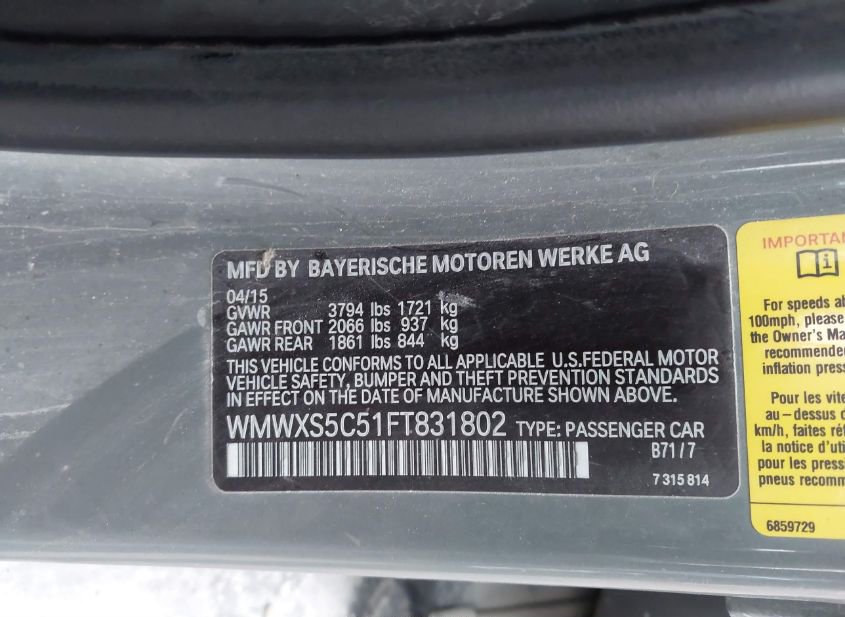 MFD BY BAYERISCHE MOTOREN WERKE AG
04/15
GVWR 3794 lbs 1721 kg
GAWR FRONT 2066 lbs 937 kg
GAWR REAR 1861 lbs 844 kg
THIS VEHICLE CONFORMS TO ALL APPLICABLE U.S.FEDERAL MOTOR
VEHICLE SAFETY, BUMPER AND THEFT PREVENTION STANDARDS
IN EFFECT ON THE DATE OF MANUFACTURE SHOWN ABOVE.
WMWXS5C51FT831802 TYPE: PASSENGER CAR
B71/7
7 315 814
IMPORTAN
i
For speeds ab
100mph, please
the Owner's Ma
recommended
inflation press
Pour les vite
au-dessus d
km/h, faites réf
la notice d'uti
pour les press
pneus recomm
6859729